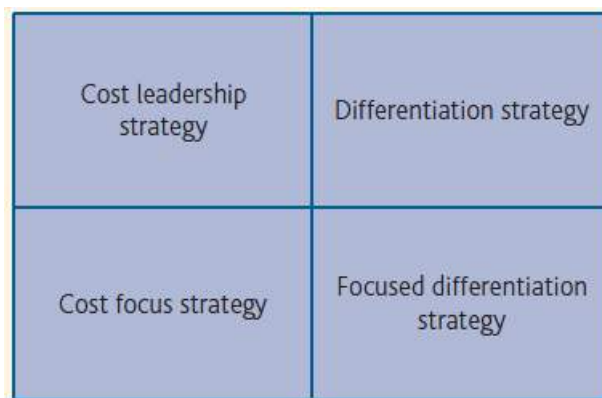 Cost leadership
strategy
Differentiation strategy
Cost focus strategy
Focused differentiation
strategy